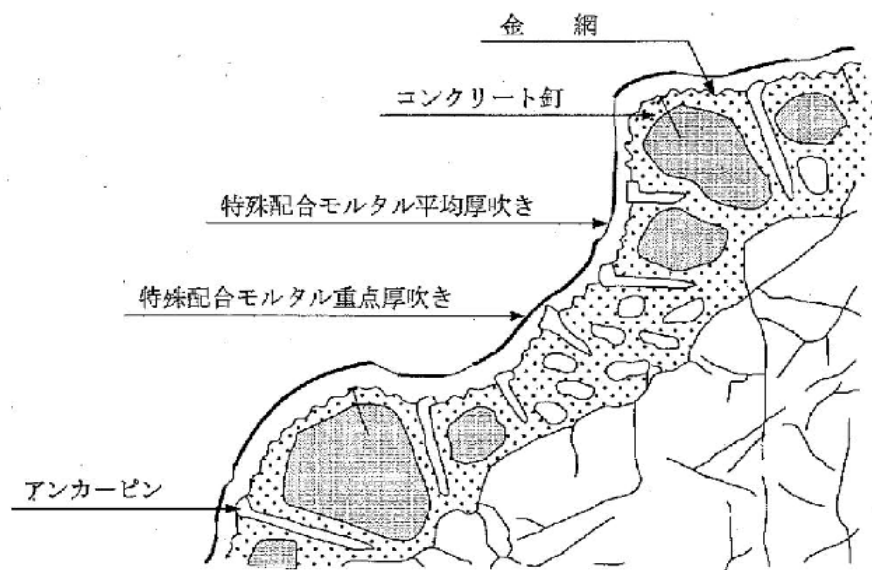 金網
コンクリート釘
特殊配合モルタル平均厚吹き
特殊配合モルタル重点厚吹き
アンカーピン